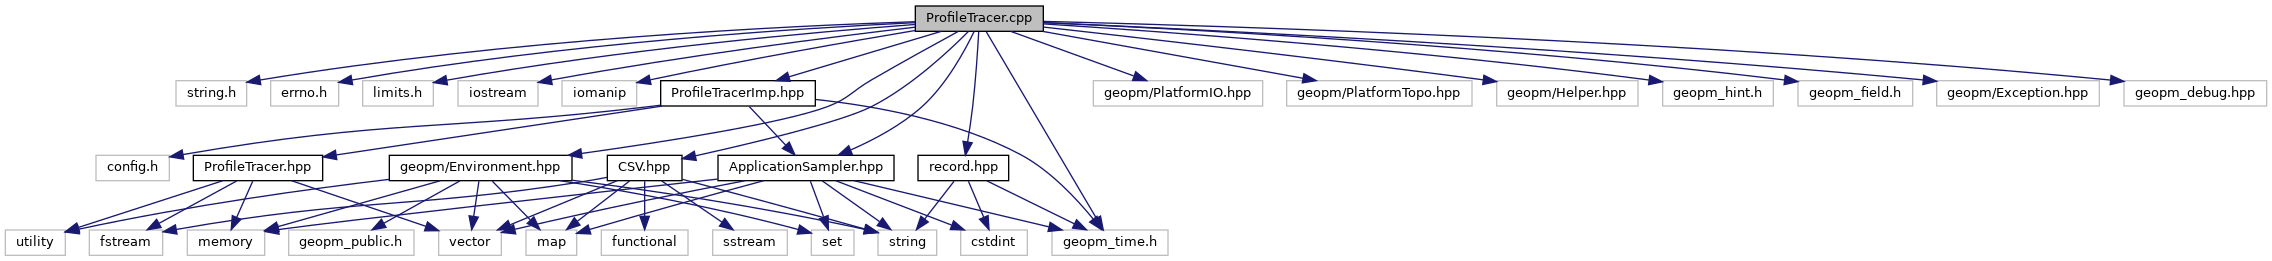 ProfileTracer.cpp
string.h
errno.h
limits.h
iostream
iomanip
ProfileTracerImp.hpp
geopm/PlatformIO.hpp
geopm/PlatformTopo.hpp
geopm/Helper.hpp
geopm_hint.h
geopm_field.h
geopm/Exception.hpp
geopm_debug.hpp
config.h
ProfileTracer.hpp
geopm/Environment.hpp
CSV.hpp
ApplicationSampler.hpp
record.hpp
utility
fstream
memory
geopm_public.h
vector
map
functional
sstream
set
string
cstdint
geopm_time.h